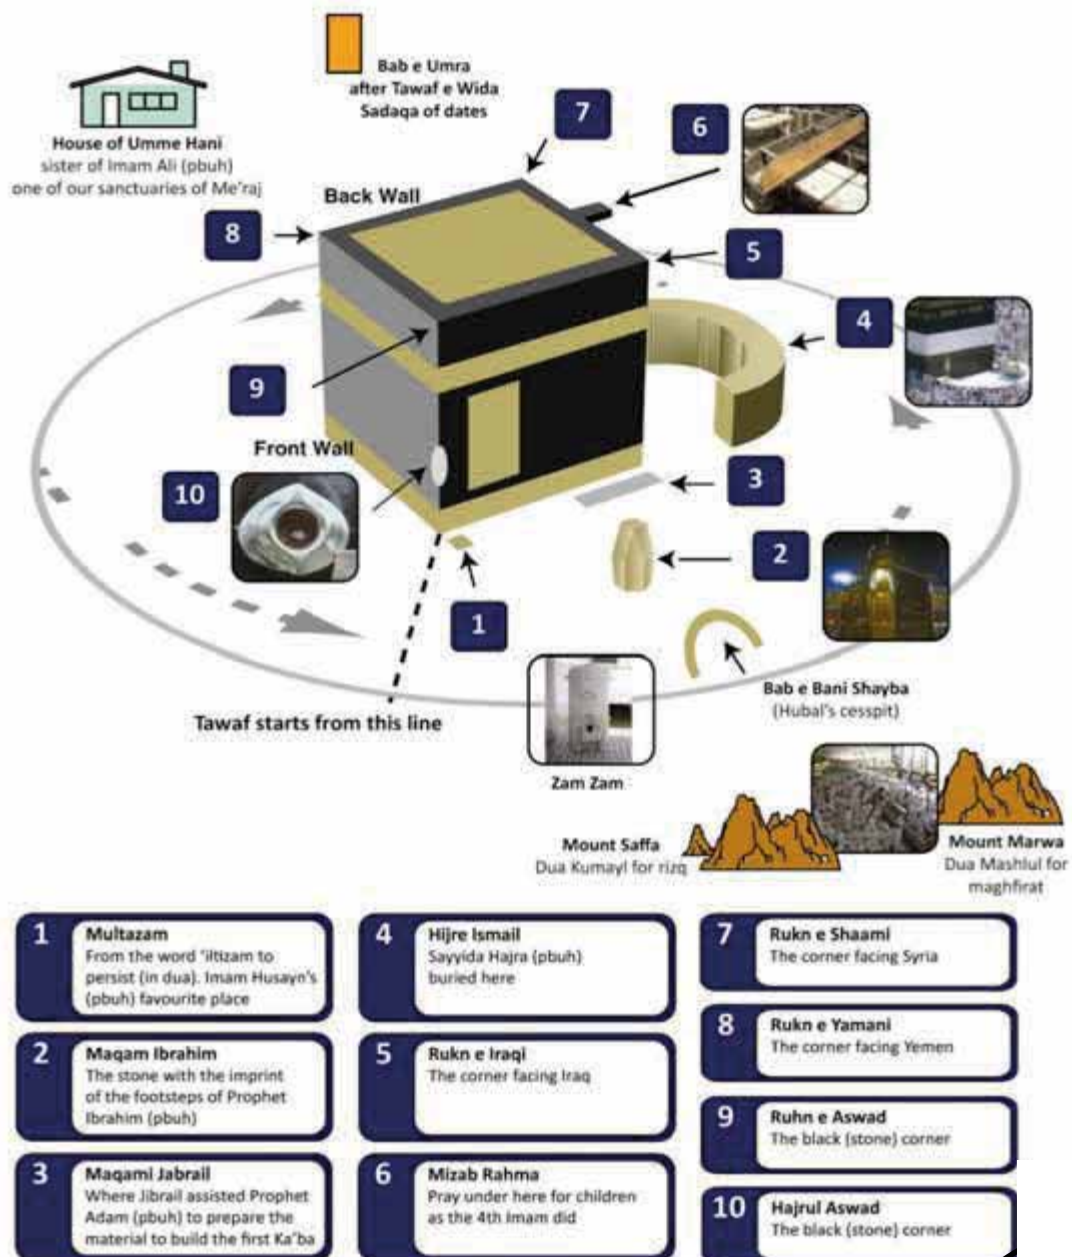 Bab e Umra
after Tawaf e Wida
Sadaqa of dates
House of Umme Hani
sister of Imam Ali (pbuh)
one of our sanctuaries of Me'raj
7
6
Back Wall
8
5
4
9
Front Wall
10
3
2
1
Bab e Bani Shayba
(Hubal's cesspit)
Tawaf starts from this line
Zam Zam
Mount Saffa
Dua Kumayl for rizq
Mount Marwa
Dua Mashlul for
maghfirat
1
Multazam
From the word 'iltizam to
persist (in dua). Imam Husayn's
(pbuh) favourite place
2
Maqam Ibrahim
The stone with the imprint
of the footsteps of Prophet
Ibrahim (pbuh)
3
Maqami Jabrail
Where Jibrail assisted Prophet
Adam (pbuh) to prepare the
material to build the first Ka'ba
4
Hijre Ismail
Sayyida Hajra (pbuh)
buried here
5
Rukn e Iraqi
The corner facing Iraq
6
Mizab Rahma
Pray under here for children
as the 4th Imam did
7
Rukn e Shaami
The corner facing Syria
8
Rukn e Yamani
The corner facing Yemen
9
Ruhn e Aswad
The black (stone) corner
10
Hajrul Aswad
The black (stone) corner